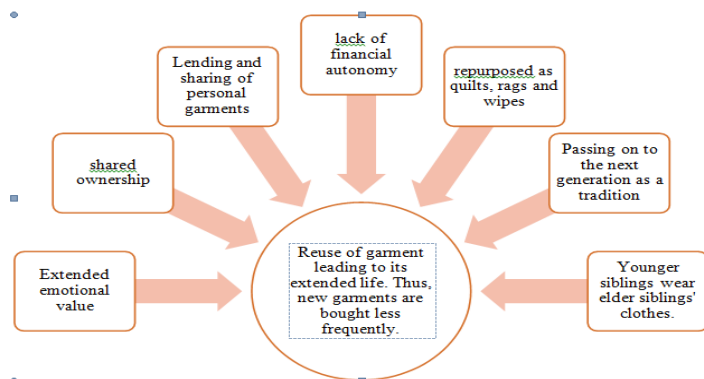 lack of
financial
autonomy
Lending and
sharing of
personal
garments
repurposed as
quilts, rags and
wipes
shared
ownership
Passing on to
the next
generation as a
tradition
Extended
emotional
value
Reuse of garment
leading to its
extended life. Thus,
new garments are
bought less
frequently.
Younger
siblings wear
elder siblings'
clothes.